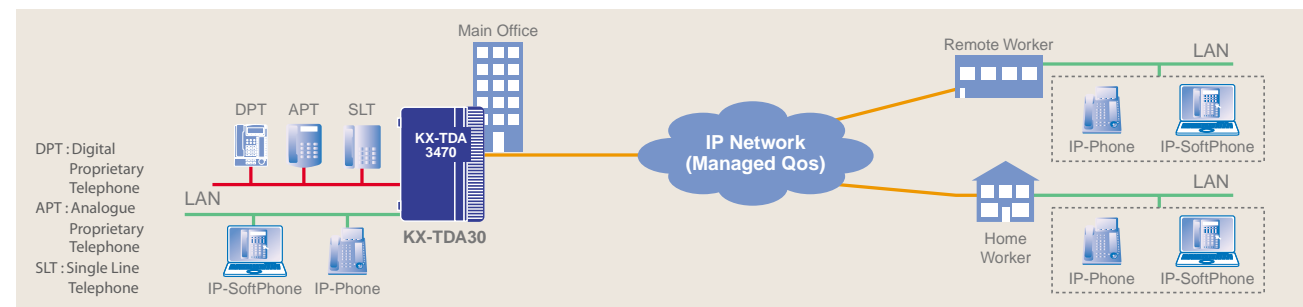 Main Office
Remote Worker
LAN
DPT
APT
SLT
KX-TDA
3470
IP Network
(Managed Qos)
DPT : Digital
Proprietary
Telephone
APT : Analogue
Proprietary
Telephone
SLT : Single Line
Telephone
LAN
KX-TDA30
IP-SoftPhone
IP-Phone
IP-Phone
IP-SoftPhone
LAN
Home
Worker
IP-Phone
IP-SoftPhone